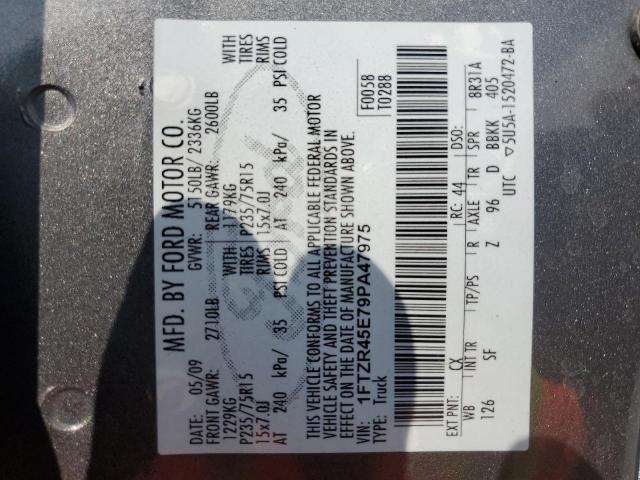 MFD. BY FORD MOTOR CO.
DATE: 05/09 GVWR: 5150LB/ 2336KG
FRONT GAWR: 2710LB REAR GAWR: 2600LB
1229KG WITH 1179KG WITH
P235/75R15 TIRES P235/75R15 TIRES
15x7.0J RIMS 15x7.0J RIMS
AT 240 kPa/ 35 PSI COLD AT 240 kPa/ 35 PSI COLD
THIS VEHICLE CONFORMS TO ALL APPLICABLE FEDERAL MOTOR
VEHICLE SAFETY AND THEFT PREVENTION STANDARDS IN
EFFECT ON THE DATE OF MANUFACTURE SHOWN ABOVE.
VIN: 1FTZR45E79PA47975 F0058
TYPE: Truck T0288
EXT PNT: CX RC: 44 DSO:
WB INT TR TP/PS R AXLE TR SPR 8R31A
126 SF Z 96 D BBKK 405
UTC ▽5U5A-1520472-BA